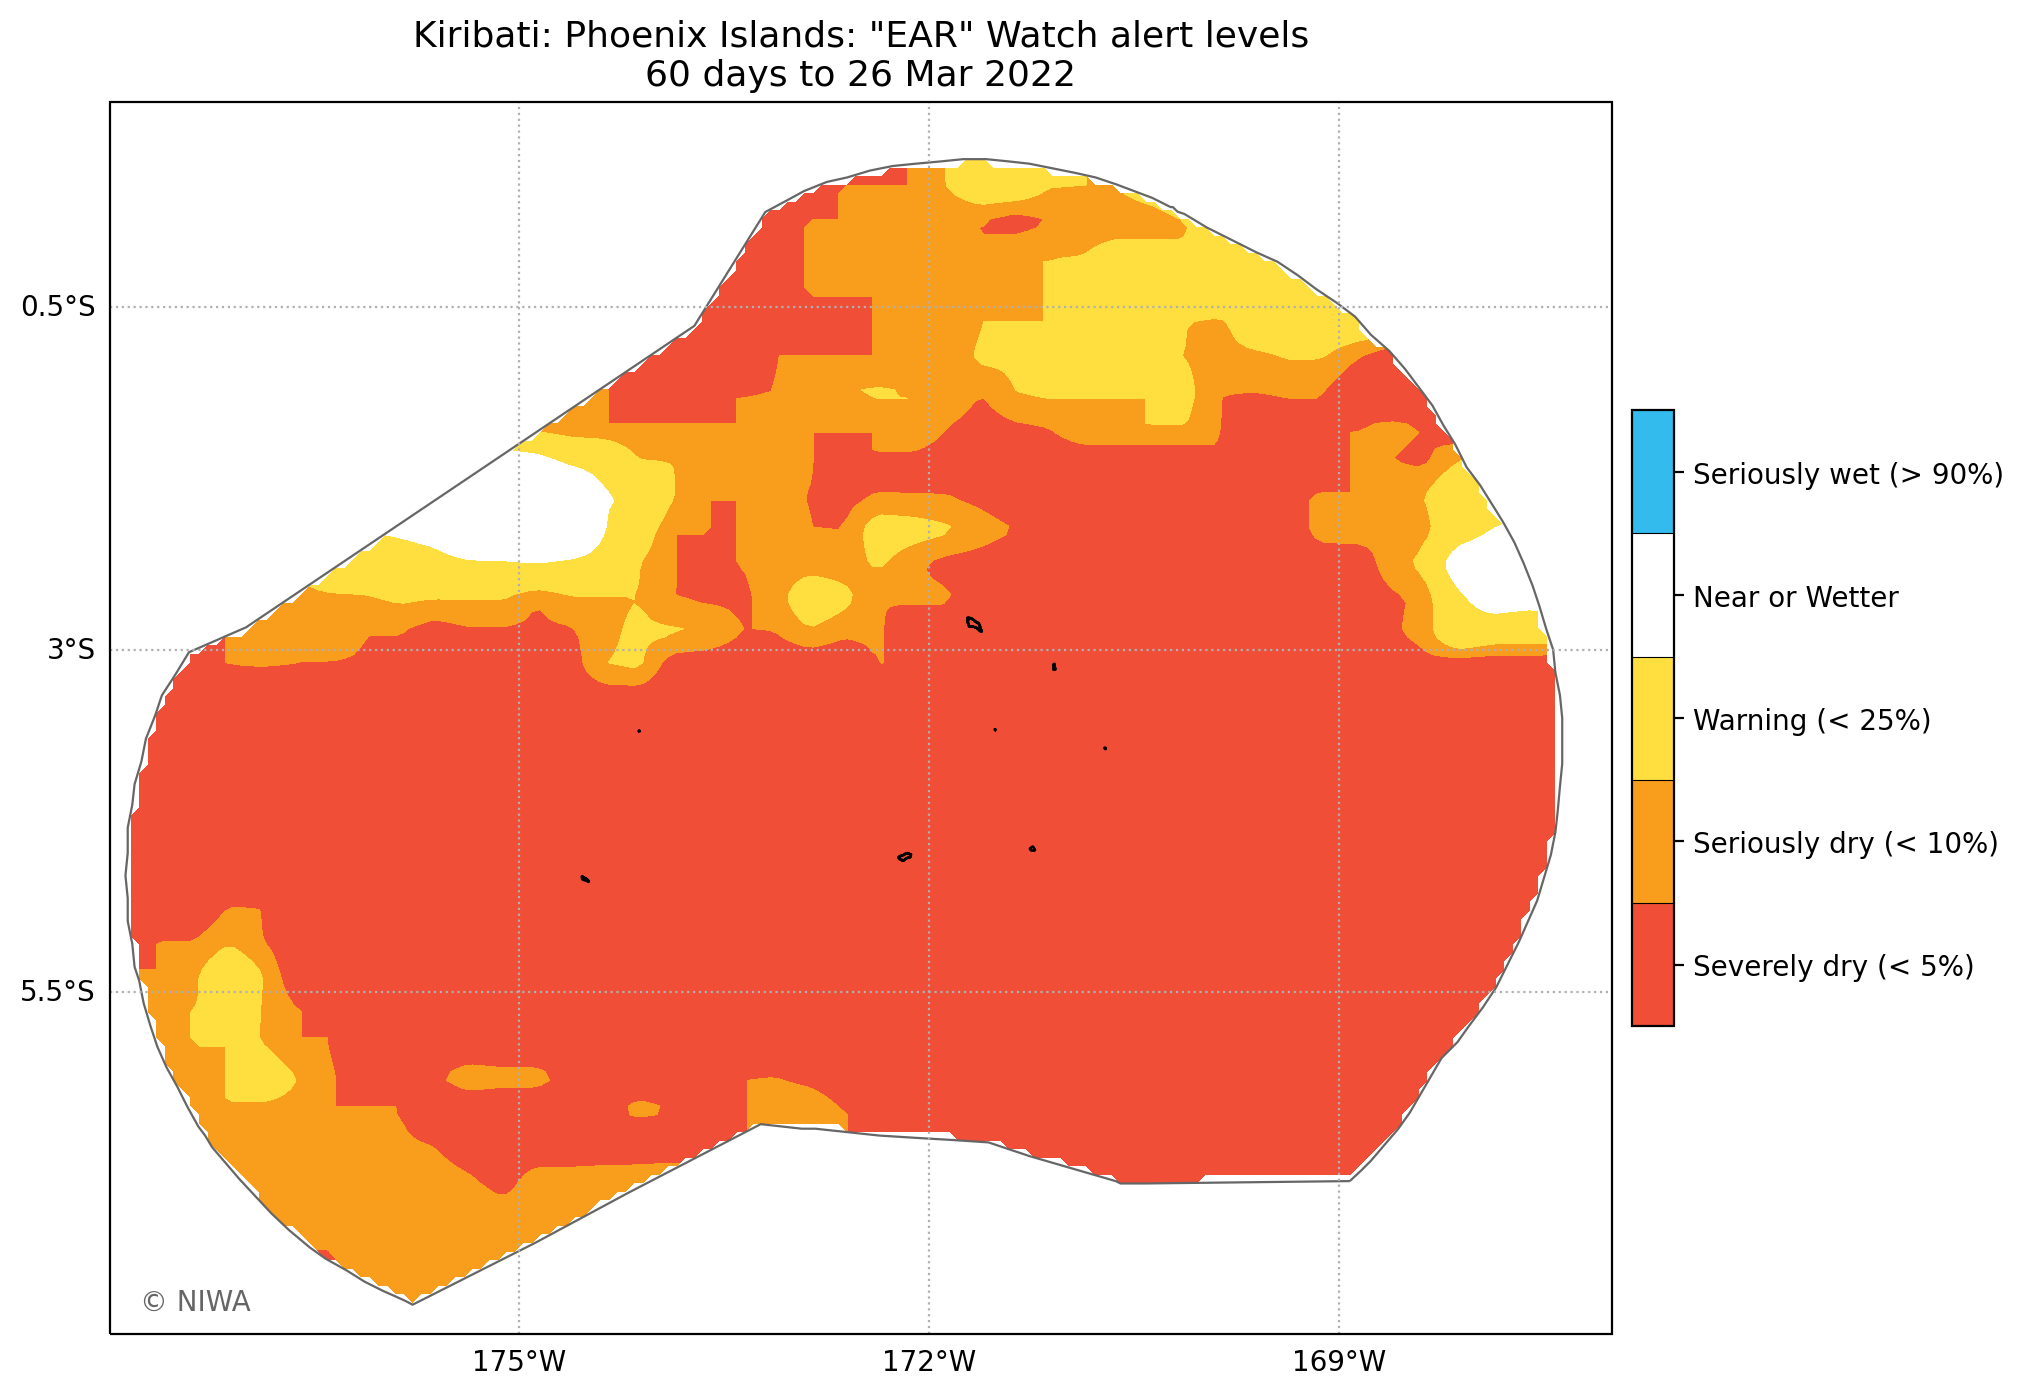 Kiribati: Phoenix Islands: "EAR" Watch alert levels
60 days to 26 Mar 2022
0.5°S
3°S
5.5°S
175°W
172°W
169°W
Seriously wet (> 90%)
Near or Wetter
Warning (< 25%)
Seriously dry (< 10%)
Severely dry (< 5%)
© NIWA